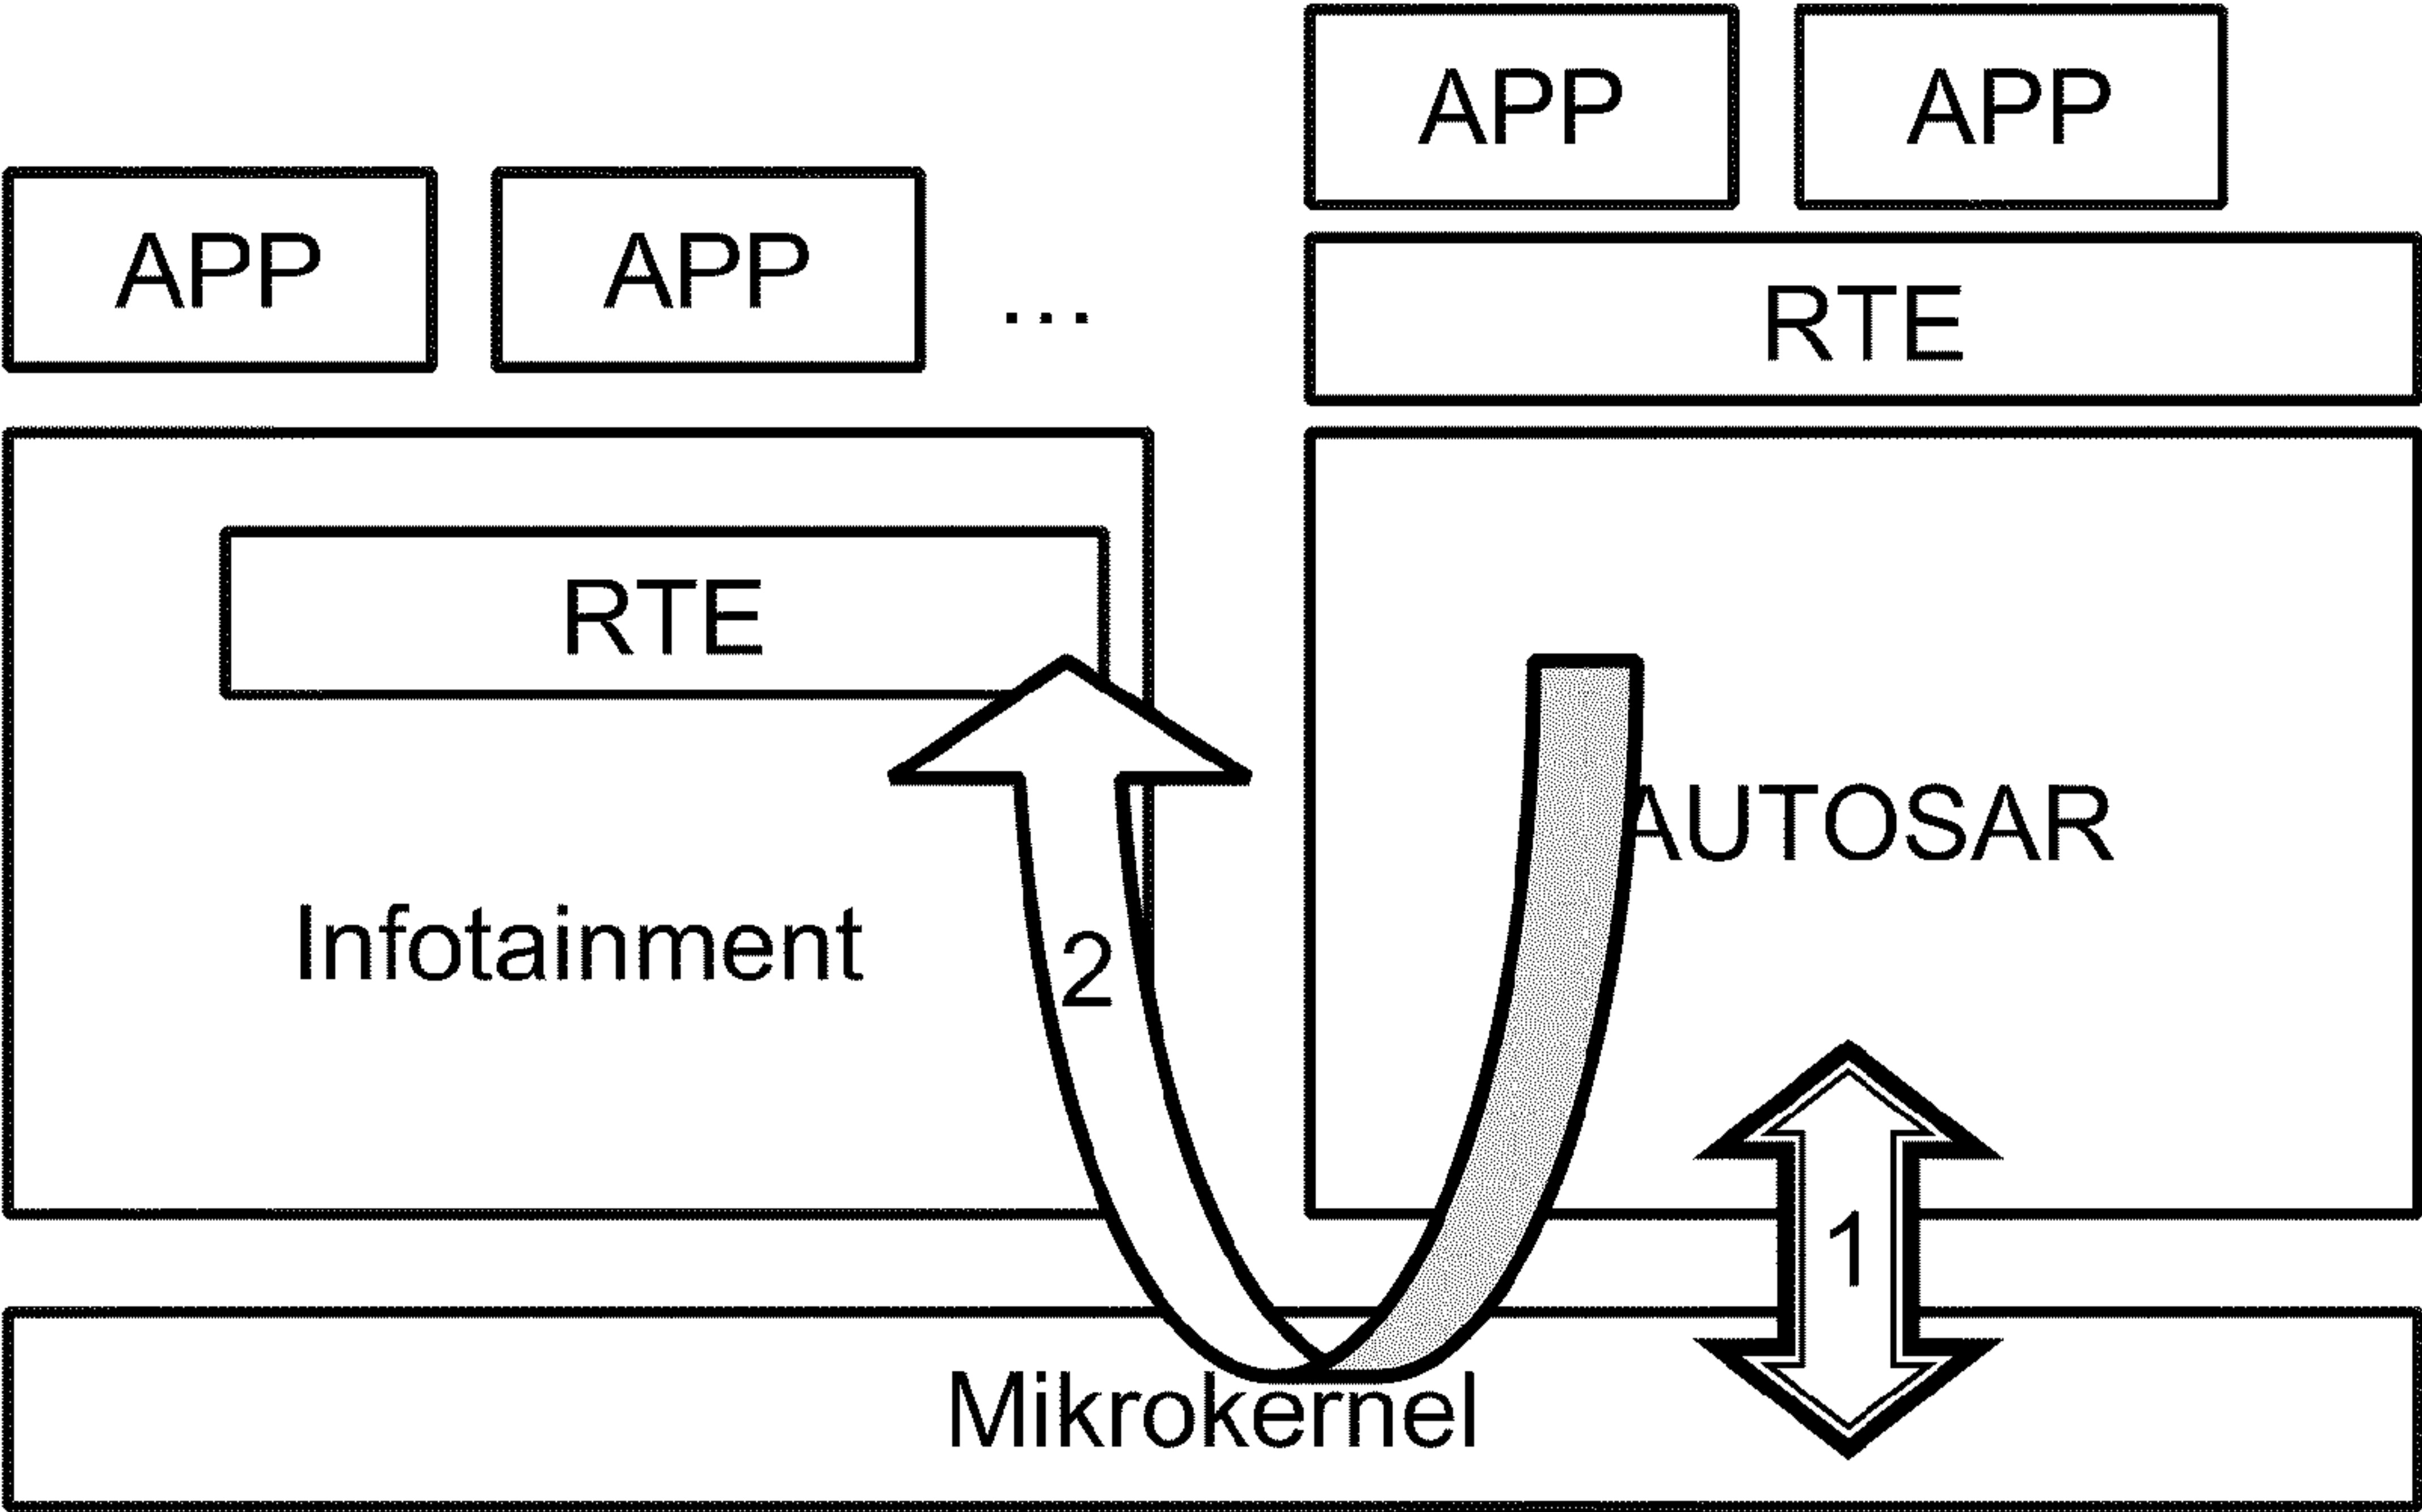 APP
APP
APP
APP
...
RTE
RTE
AUTOSAR
Infotainment
2
1
Mikrokernel